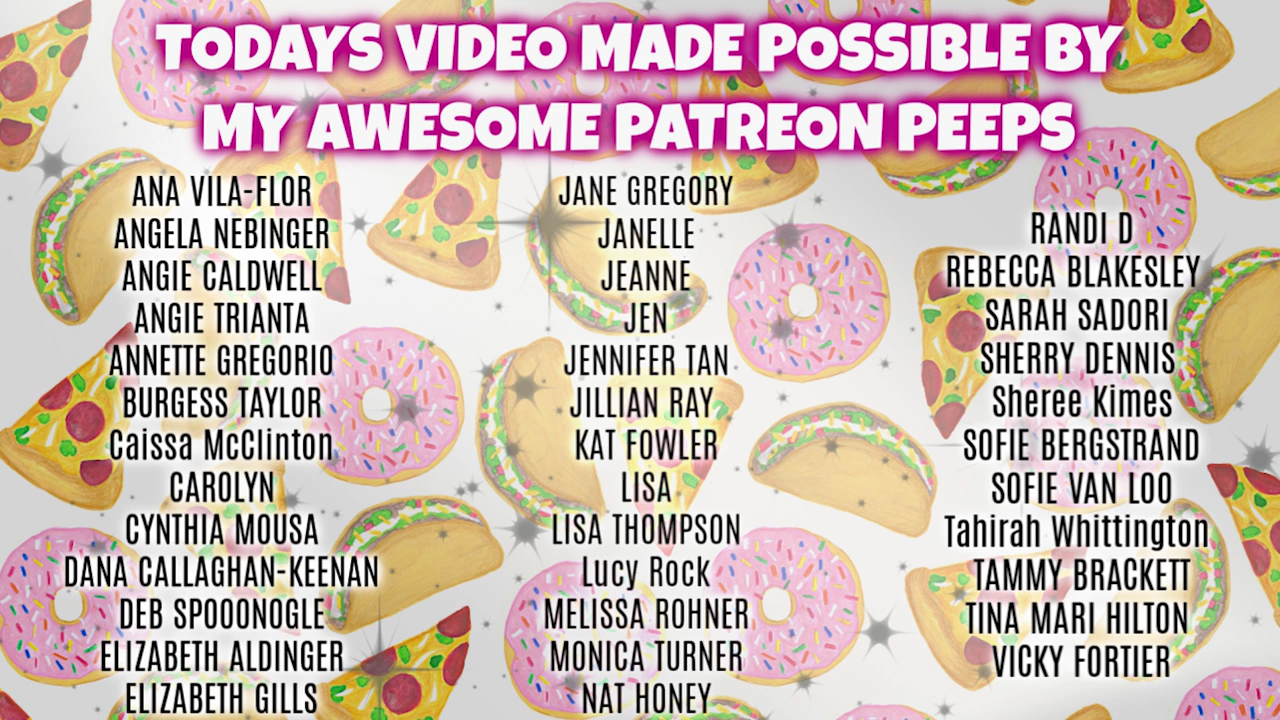 TODAYS VIDEO MADE POSSIBLE BY
MY AWESOME PATREON PEEPS
ANA VILA-FLOR
ANGELA NEBINGER
ANGIE CALDWELL
ANGIE TRIANTA
ANNETTE GREGORIO
BURGESS TAYLOR
Caissa McClinton
CAROLYN
CYNTHIA MOUSA
DANA CALLAGHAN-KEENAN
DEB SPOOONOGLE
ELIZABETH ALDINGER
ELIZABETH GILLS
JANE GREGORY
JANELLE
JEANNE
JEN
JENNIFER TAN
JILLIAN RAY
KAT FOWLER
LISA
LISA THOMPSON
Lucy Rock
MELISSA ROHNER
MONICA TURNER
NAT HONEY
RANDI D
REBECCA BLAKESLEY
SARAH SADORI
SHERRY DENNIS
Sheree Kimes
SOFIE BERGSTRAND
SOFIE VAN LOO
Tahirah Whittington
TAMMY BRACKETT
TINA MARI HILTON
VICKY FORTIER